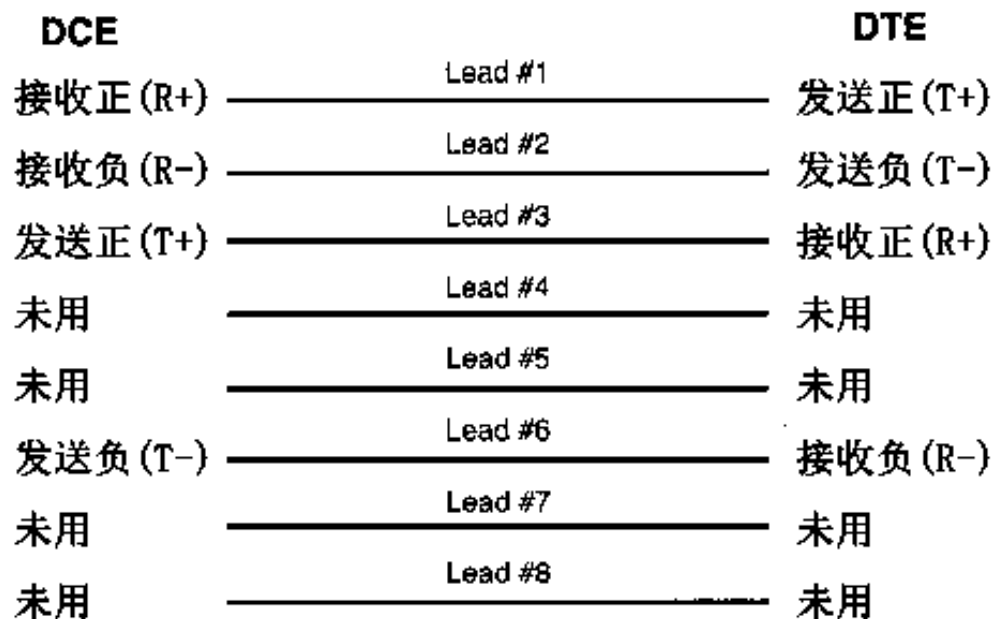 DCE DTE
接收正(R+) Lead #1 发送正(T+)
接收负(R-) Lead #2 发送负(T-)
发送正(T+) Lead #3 接收正(R+)
未用 Lead #4 未用
未用 Lead #5 未用
发送负(T-) Lead #6 接收负(R-)
未用 Lead #7 未用
未用 Lead #8 未用